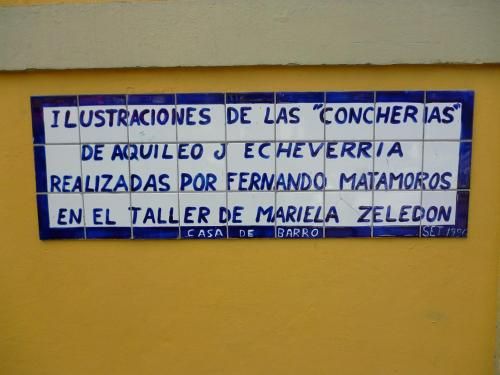 ILUSTRACIONES DE LAS "CONCHERIAS"
DE AQUILEO J ECHEVERRIA
REALIZADAS POR FERNANDO MATAMOROS
EN EL TALLER DE MARIELA ZELEDON
CASA DE BARRO SET